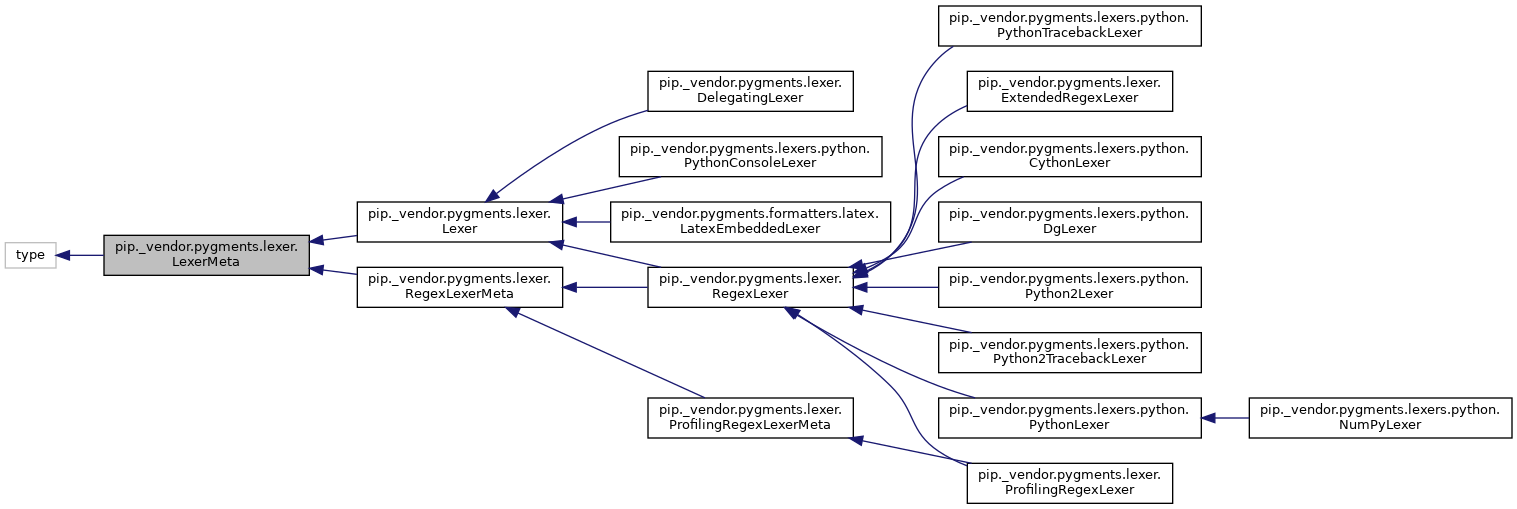 type
pip._vendor.pygments.lexer.
LexerMeta
pip._vendor.pygments.lexer.
Lexer
pip._vendor.pygments.lexer.
RegexLexerMeta
pip._vendor.pygments.lexer.
DelegatingLexer
pip._vendor.pygments.lexers.python.
PythonConsoleLexer
pip._vendor.pygments.formatters.latex.
LatexEmbeddedLexer
pip._vendor.pygments.lexer.
RegexLexer
pip._vendor.pygments.lexer.
ProfilingRegexLexerMeta
pip._vendor.pygments.lexers.python.
PythonTracebackLexer
pip._vendor.pygments.lexer.
ExtendedRegexLexer
pip._vendor.pygments.lexers.python.
CythonLexer
pip._vendor.pygments.lexers.python.
DgLexer
pip._vendor.pygments.lexers.python.
Python2Lexer
pip._vendor.pygments.lexers.python.
Python2TracebackLexer
pip._vendor.pygments.lexers.python.
PythonLexer
pip._vendor.pygments.lexer.
ProfilingRegexLexer
pip._vendor.pygments.lexers.python.
NumPyLexer